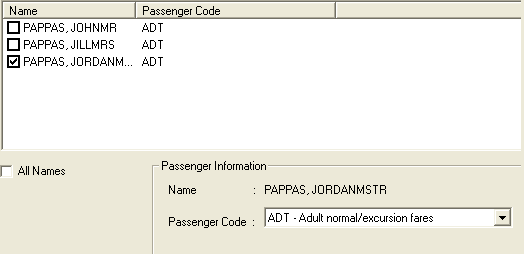 Name Passenger Code
PAPPAS, JOHNMR ADT
PAPPAS, JILLMRS ADT
PAPPAS, JORDANM... ADT
All Names
Passenger Information
Name : PAPPAS, JORDANMSTR
Passenger Code : ADT - Adult normal/excursion fares